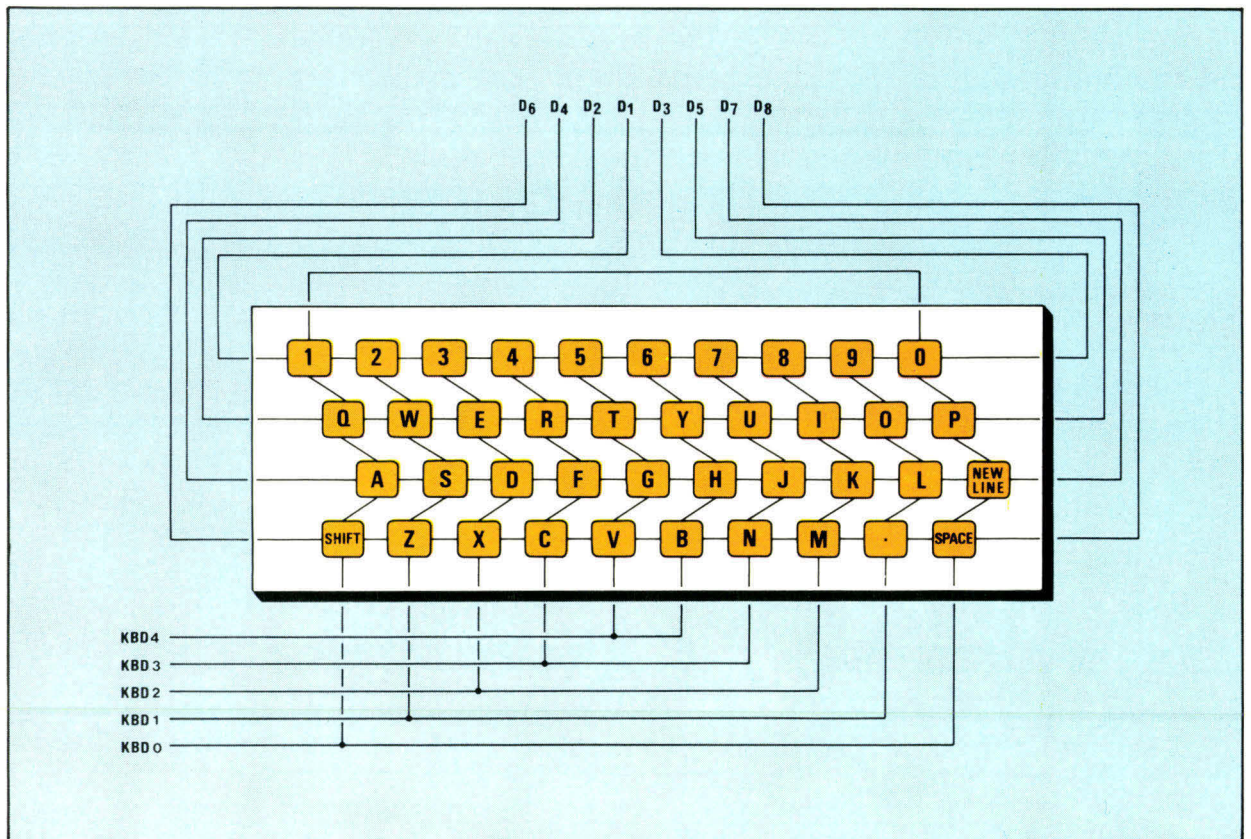 D6 D4 D2 D1 D3 D5 D7 D8
1 2 3 4 5 6 7 8 9 0
Q W E R T Y U I O P
A S D F G H J K L NEW LINE
SHIFT Z X C V B N M . SPACE
KBD4
KBD3
KBD2
KBD1
KBD0